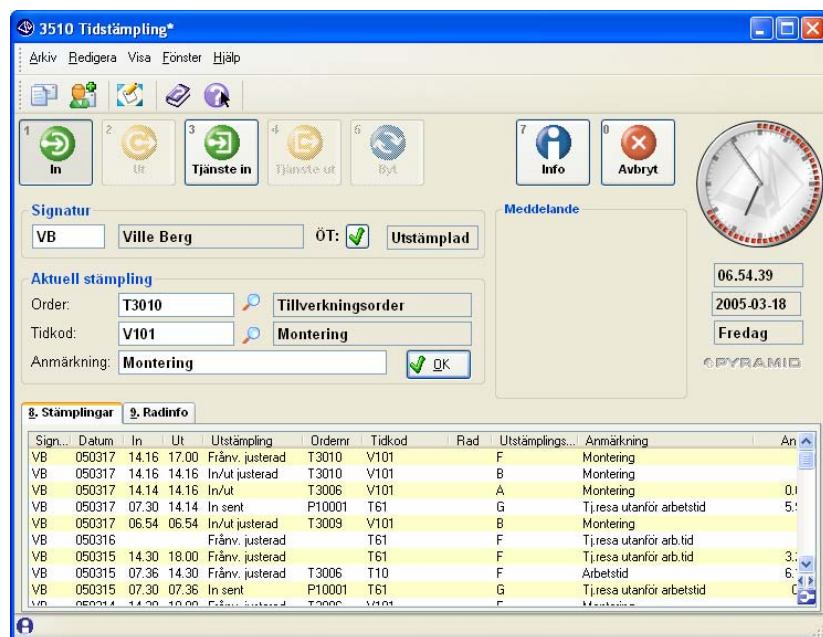 3510 Tidstämpling*
Arkiv Redigera Visa Fönster Hjälp
1 In 2 Ut 3 Tjänste in 4 Tjänste ut 6 Byt 7 Info 0 Avbryt
Signatur
VB Ville Berg ÖT: Utstämplad
Meddelande
Aktuell stämpling
Order: T3010 Tillverkningsorder
Tidkod: V101 Montering
Anmärkning: Montering OK
06.54.39
2005-03-18
Fredag
PYRAMID
8. Stämplingar 9. Radinfo
Sign... Datum In Ut Utstämpling Ordernr Tidkod Rad Utstämplings... Anmärkning An
VB 050317 14.16 17.00 Frånv. justerad T3010 V101 F Montering
VB 050317 14.16 14.16 In/ut justerad T3010 V101 B Montering
VB 050317 14.14 14.16 In/ut T3006 V101 A Montering
VB 050317 07.30 14.14 In sent P10001 T61 G Tj.resa utanför arbetstid
VB 050317 06.54 06.54 In/ut justerad T3009 V101 B Montering
VB 050316 Frånv. justerad T61 F Tj.resa utanför arb.tid
VB 050315 14.30 18.00 Frånv. justerad T61 F Tj.resa utanför arb.tid
VB 050315 07.36 14.30 Frånv. justerad T3006 T10 F Arbetstid
VB 050315 07.30 07.36 In sent P10001 T61 G Tj.resa utanför arbetstid